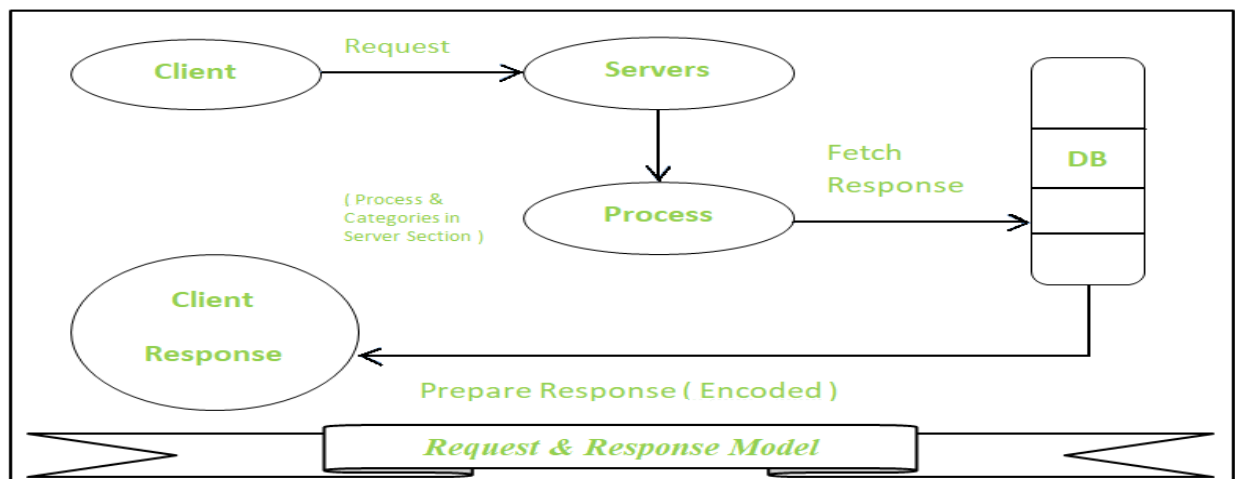 Client
Request
Servers
Fetch
Response
DB
( Process &
Categories in
Server Section )
Process
Client
Response
Prepare Response ( Encoded )
Request & Response Model